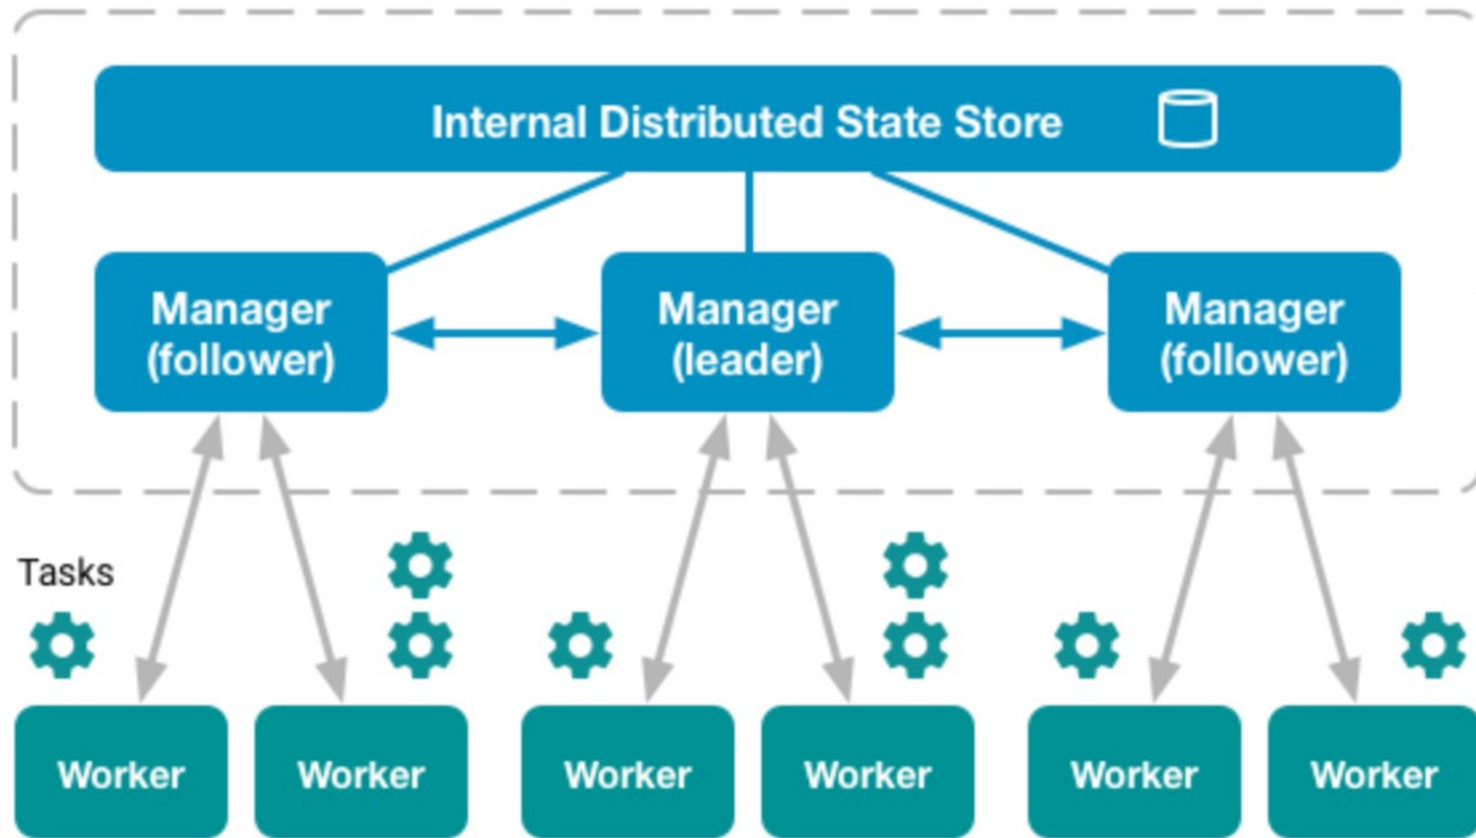 Internal Distributed State Store
Manager
(follower)
Manager
(leader)
Manager
(follower)
Tasks
Worker
Worker
Worker
Worker
Worker
Worker